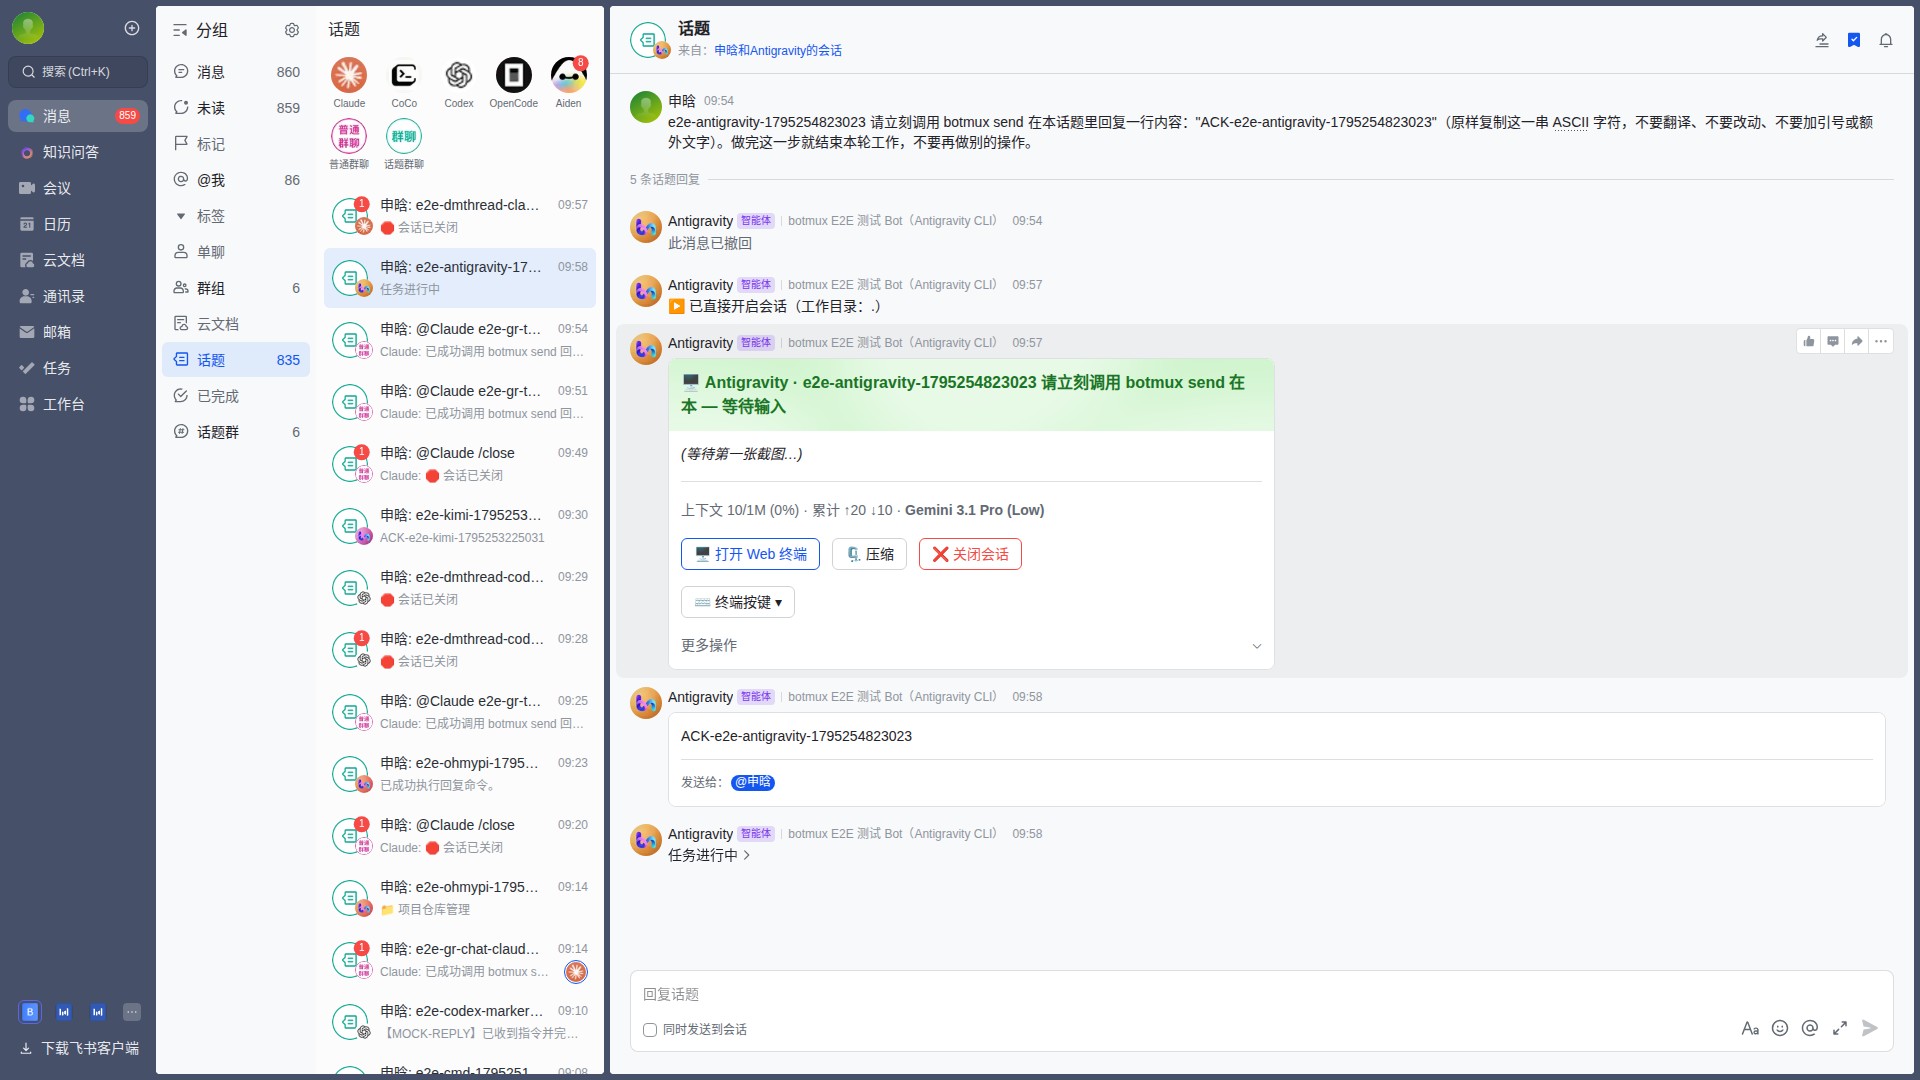 搜索 (Ctrl+K)
消息 859
知识问答
会议
日历
云文档
通讯录
邮箱
任务
工作台
下载飞书客户端
分组
消息 860
未读 859
标记
@我 86
标签
单聊
群组 6
云文档
话题 835
已完成
话题群 6
话题
8
Claude CoCo Codex OpenCode Aiden
普通群聊 群聊
普通群聊 话题群聊
1 申晗: e2e-dmthread-cla… 09:57
会话已关闭
申晗: e2e-antigravity-17… 09:58
任务进行中
申晗: @Claude e2e-gr-t… 09:54
Claude: 已成功调用 botmux send 回…
申晗: @Claude e2e-gr-t… 09:51
Claude: 已成功调用 botmux send 回…
1 申晗: @Claude /close 09:49
Claude: 会话已关闭
申晗: e2e-kimi-1795253… 09:30
ACK-e2e-kimi-1795253225031
申晗: e2e-dmthread-cod… 09:29
会话已关闭
1 申晗: e2e-dmthread-cod… 09:28
会话已关闭
申晗: @Claude e2e-gr-t… 09:25
Claude: 已成功调用 botmux send 回…
申晗: e2e-ohmypi-1795… 09:23
已成功执行回复命令。
1 申晗: @Claude /close 09:20
Claude: 会话已关闭
申晗: e2e-ohmypi-1795… 09:14
项目仓库管理
1 申晗: e2e-gr-chat-claud… 09:14
Claude: 已成功调用 botmux s…
申晗: e2e-codex-marker… 09:10
【MOCK-REPLY】已收到指令并完…
申晗: e2e-cmd-1795251… 09:08
话题
来自：申晗和Antigravity的会话
申晗 09:54
e2e-antigravity-1795254823023 请立刻调用 botmux send 在本话题里回复一行内容："ACK-e2e-antigravity-1795254823023"（原样复制这一串 ASCII 字符，不要翻译、不要改动、不要加引号或额
外文字）。做完这一步就结束本轮工作，不要再做别的操作。
5 条话题回复
Antigravity 智能体 botmux E2E 测试 Bot（Antigravity CLI） 09:54
此消息已撤回
Antigravity 智能体 botmux E2E 测试 Bot（Antigravity CLI） 09:57
已直接开启会话（工作目录：.）
Antigravity 智能体 botmux E2E 测试 Bot（Antigravity CLI） 09:57
Antigravity · e2e-antigravity-1795254823023 请立刻调用 botmux send 在
本 — 等待输入
(等待第一张截图…)
上下文 10/1M (0%) · 累计 ↑20 ↓10 · Gemini 3.1 Pro (Low)
打开 Web 终端 压缩 关闭会话
终端按键 ▾
更多操作
Antigravity 智能体 botmux E2E 测试 Bot（Antigravity CLI） 09:58
ACK-e2e-antigravity-1795254823023
发送给：@申晗
Antigravity 智能体 botmux E2E 测试 Bot（Antigravity CLI） 09:58
任务进行中
回复话题
同时发送到会话